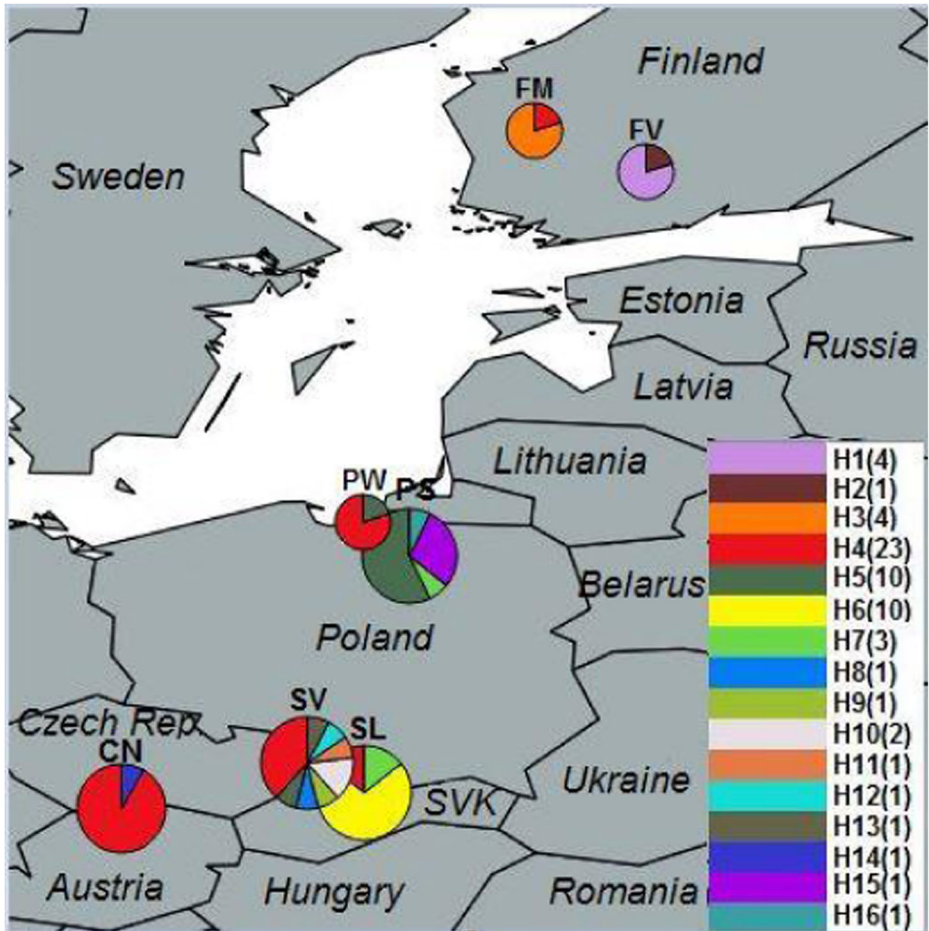 Finland
FM
FV
Sweden
Estonia
Russia
Latvia
Lithuania
PW
PS
Belarus
Poland
SV
SL
Czech Rep.
CN
Ukraine
SVK
Austria
Hungary
Romania
H1(4)
H2(1)
H3(4)
H4(23)
H5(10)
H6(10)
H7(3)
H8(1)
H9(1)
H10(2)
H11(1)
H12(1)
H13(1)
H14(1)
H15(1)
H16(1)